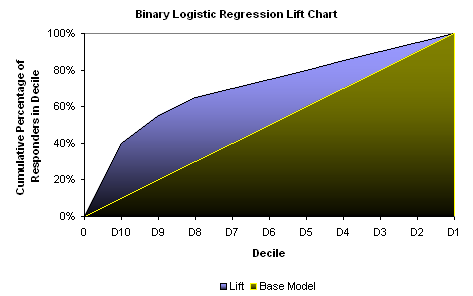 Binary Logistic Regression Lift Chart
Cumulative Percentage of
Responders in Decile
100%
80%
60%
40%
20%
0%
0 D10 D9 D8 D7 D6 D5 D4 D3 D2 D1
Decile
Lift Base Model